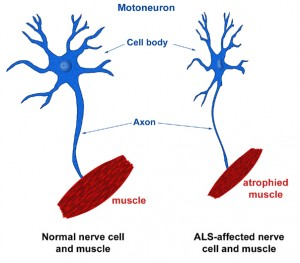 Motoneuron
Cell body
Axon
muscle
atrophied
muscle
Normal nerve cell
and muscle
ALS-affected nerve
cell and muscle